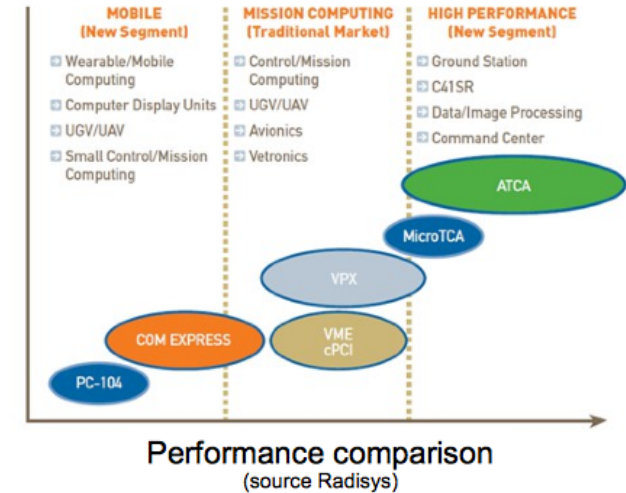 MOBILE
(New Segment)
Wearable/Mobile
Computing
Computer Display Units
UGV/UAV
Small Control/Mission
Computing
MISSION COMPUTING
(Traditional Market)
Control/Mission
Computing
UGV/UAV
Avionics
Vetronics
HIGH PERFORMANCE
(New Segment)
Ground Station
C41SR
Data/Image Processing
Command Center
ATCA
MicroTCA
VPX
COM EXPRESS
VME
cPCI
PC-104
Performance comparison
(source Radisys)